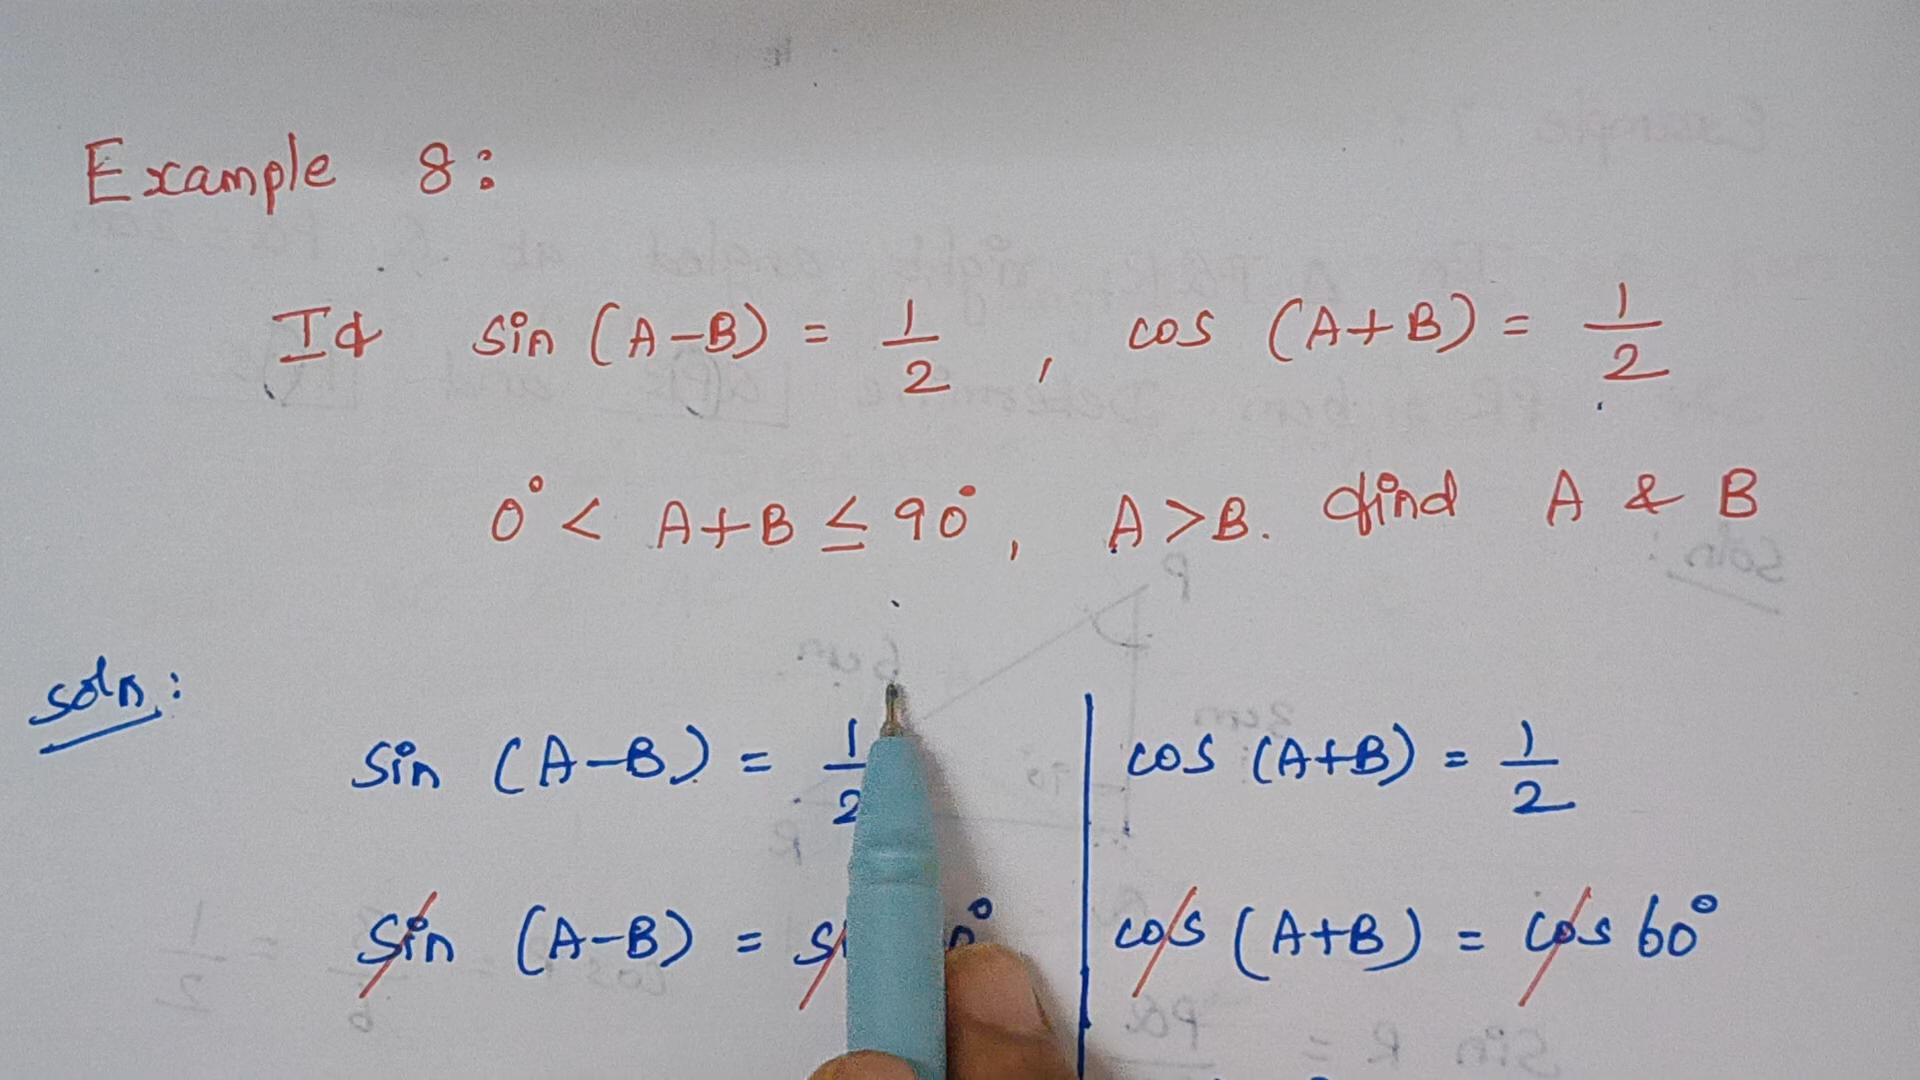 Example 8:
If sin (A-B) = 1/2 , cos (A+B) = 1/2
0° < A+B ≤ 90°, A>B. find A & B
soln:
sin (A-B) = 1/2
cos (A+B) = 1/2
sin (A-B) =
cos (A+B) = cos 60°